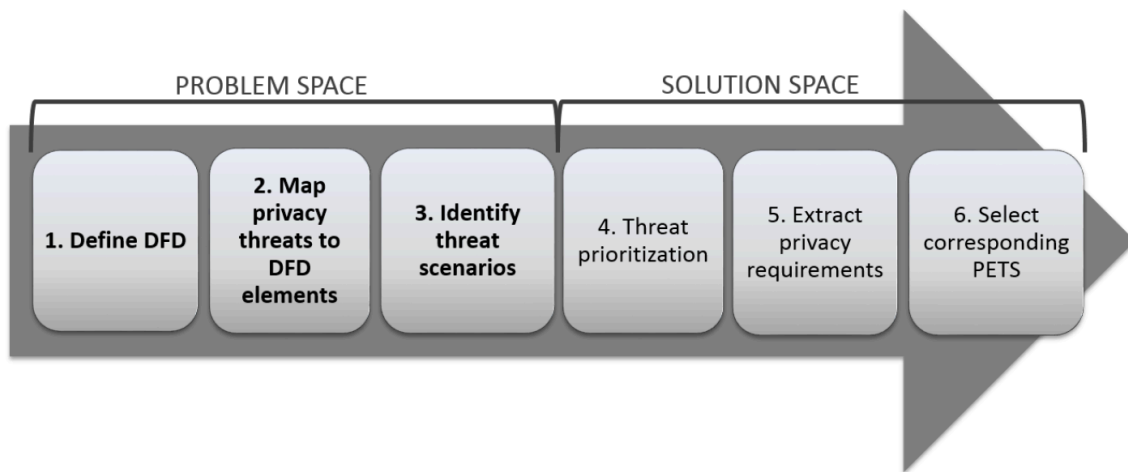 PROBLEM SPACE
SOLUTION SPACE
1. Define DFD
2. Map
privacy
threats to
DFD
elements
3. Identify
threat
scenarios
4. Threat
prioritization
5. Extract
privacy
requirements
6. Select
corresponding
PETS